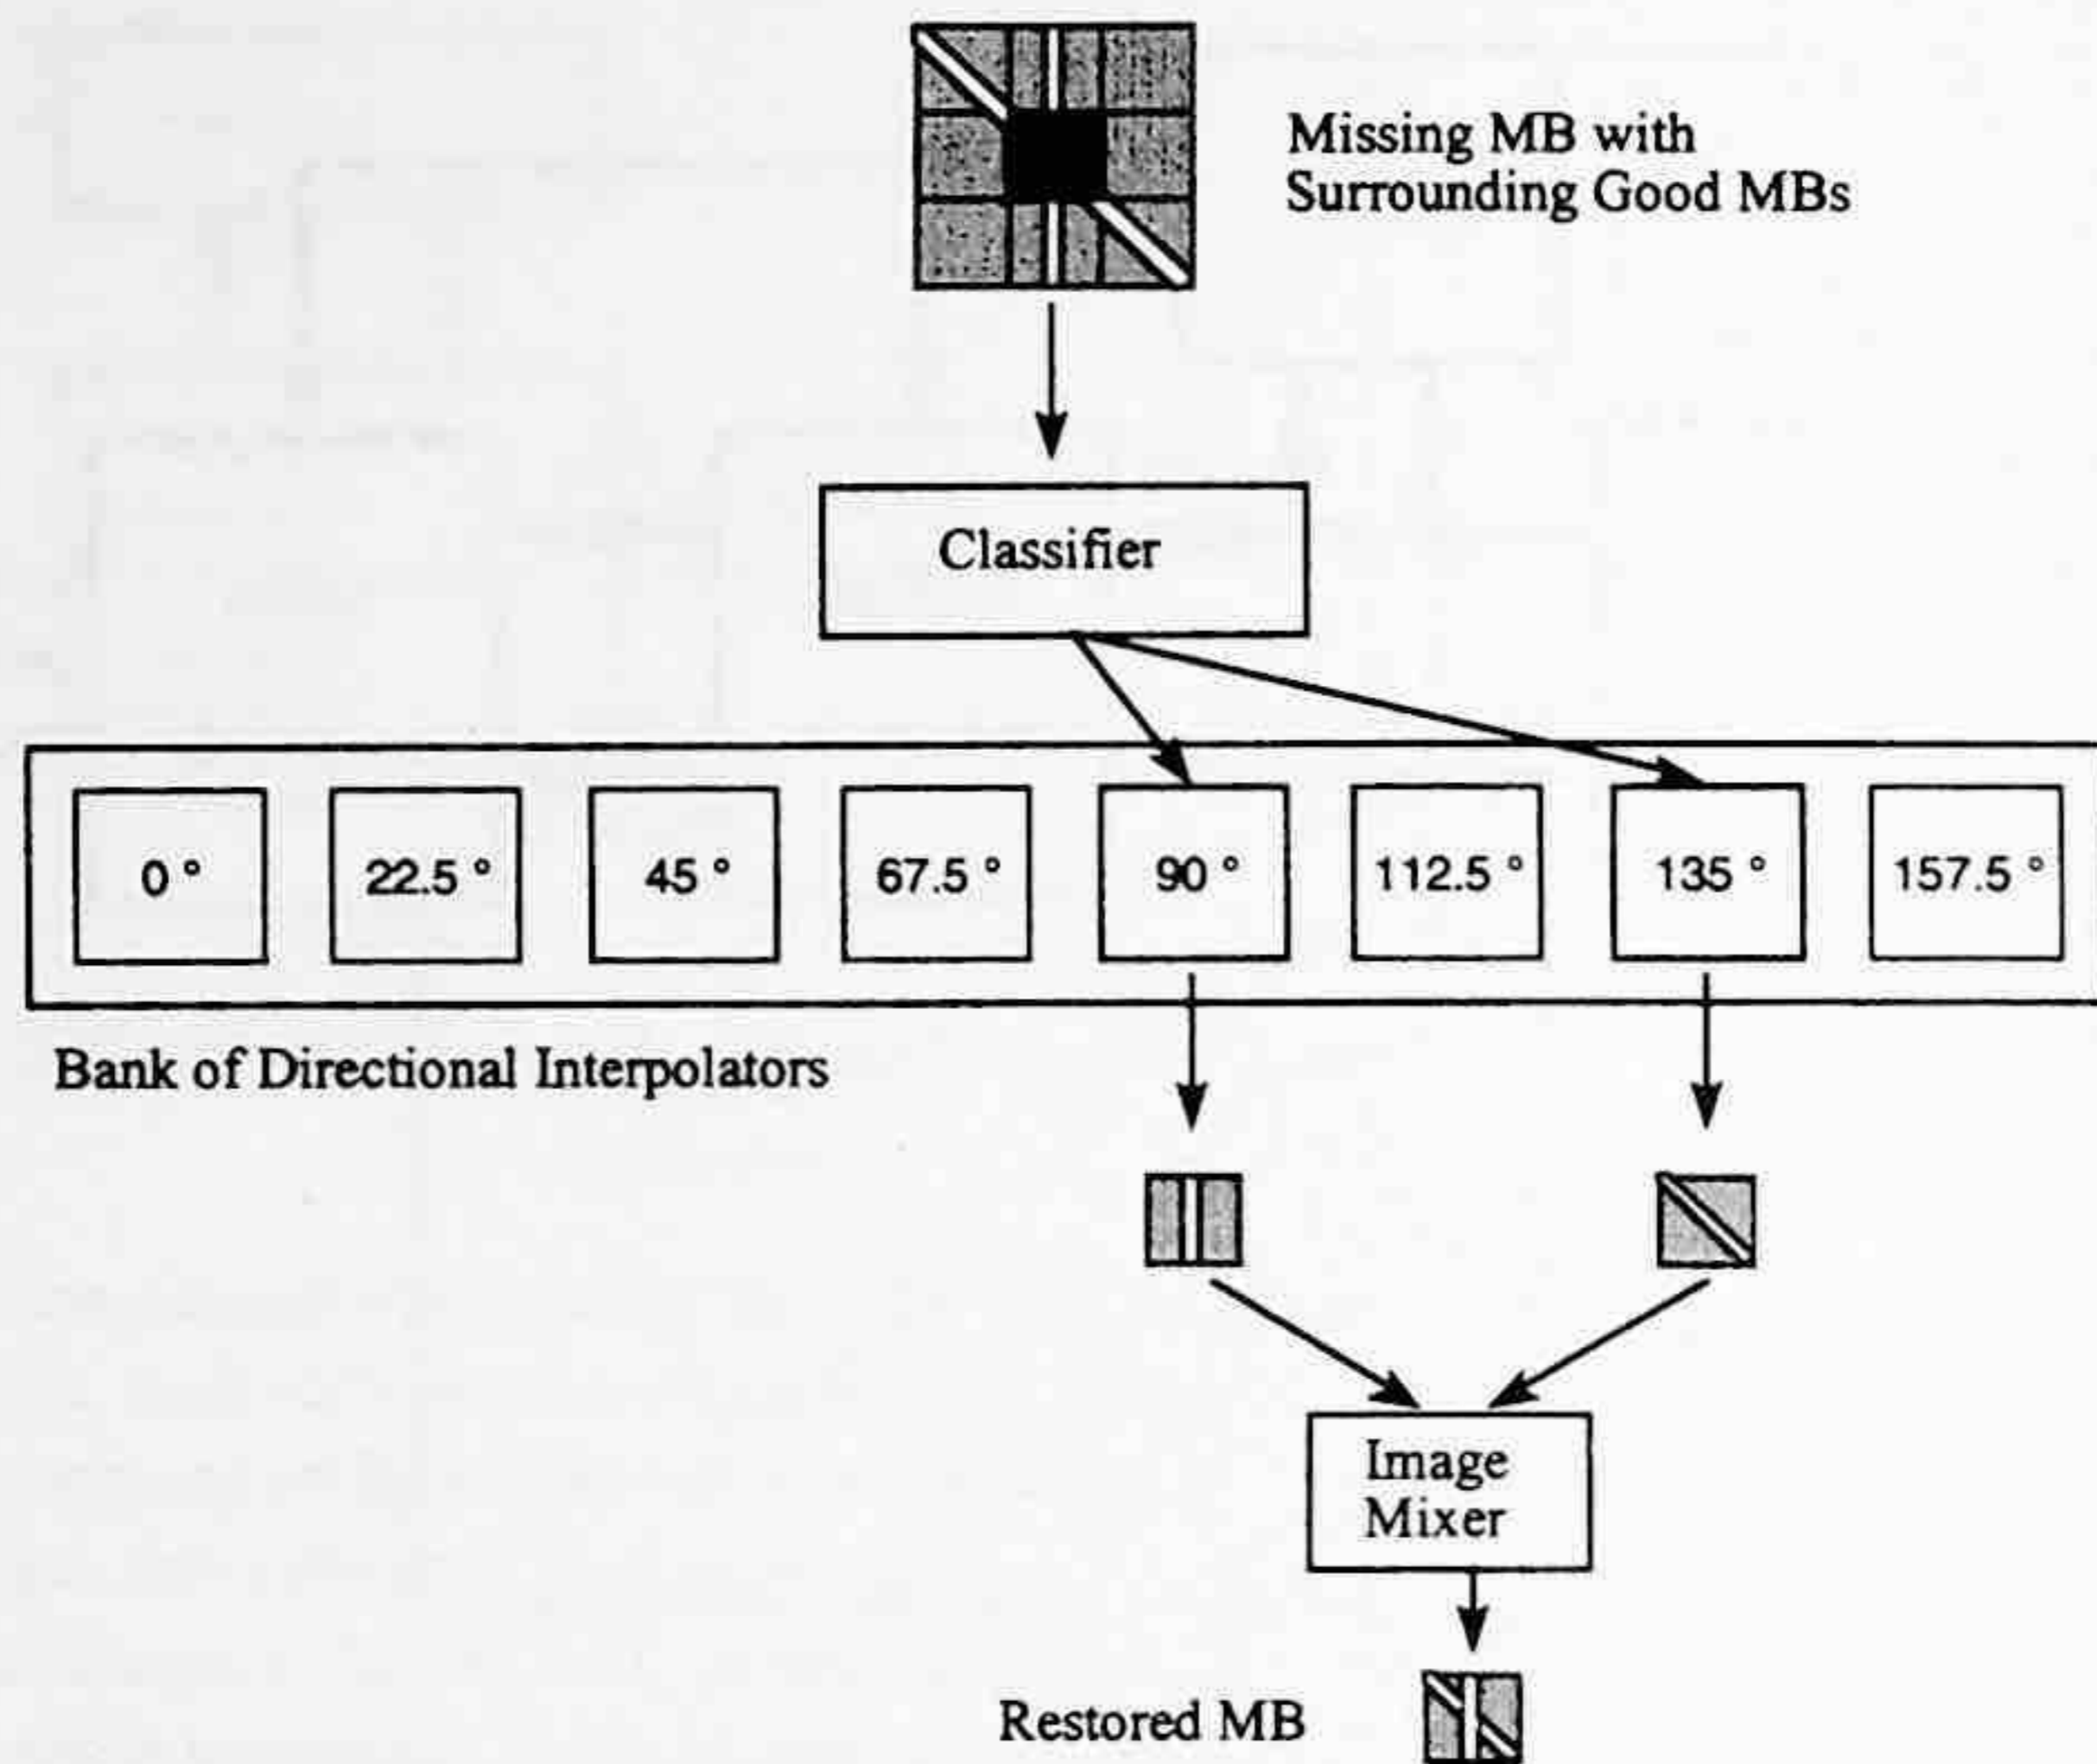 Missing MB with
Surrounding Good MBs
Classifier
0 °
22.5 °
45 °
67.5 °
90 °
112.5 °
135 °
157.5 °
Bank of Directional Interpolators
Image
Mixer
Restored MB